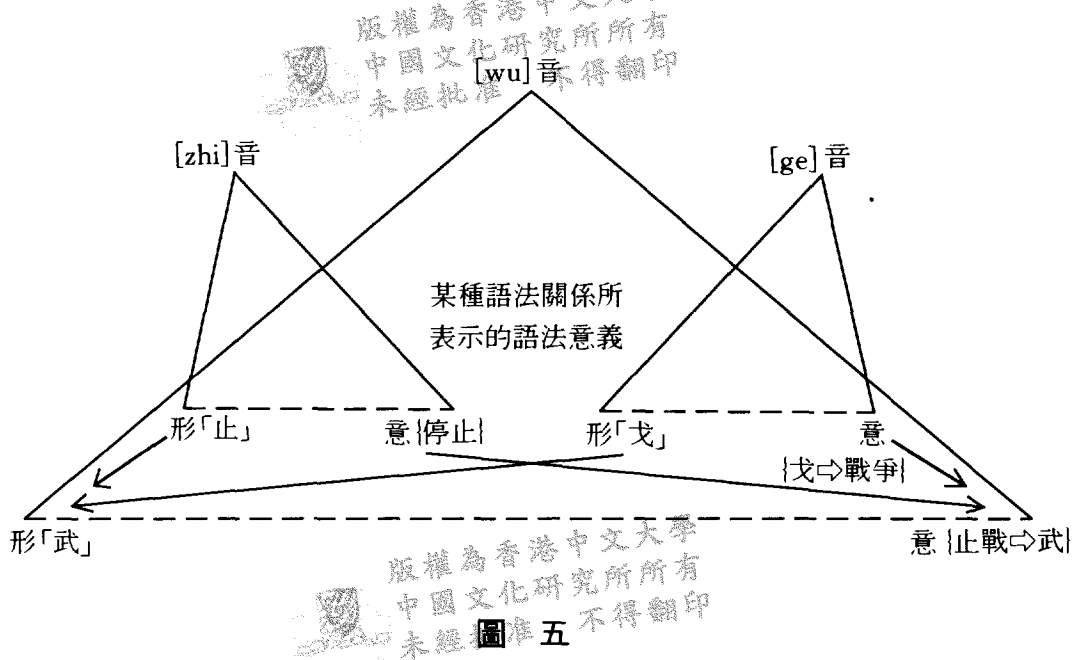 版權為香港中文大學
中國文化研究所所有
未經批准 不得翻印
[wu]音
[zhi]音
[ge]音
某種語法關係所
表示的語法意義
形「止」
意{停止}
形「戈」
意
{戈⇨戰爭}
形「武」
意{止戰⇨武}
版權為香港中文大學
中國文化研究所所有
未經批准 不得翻印
圖 五